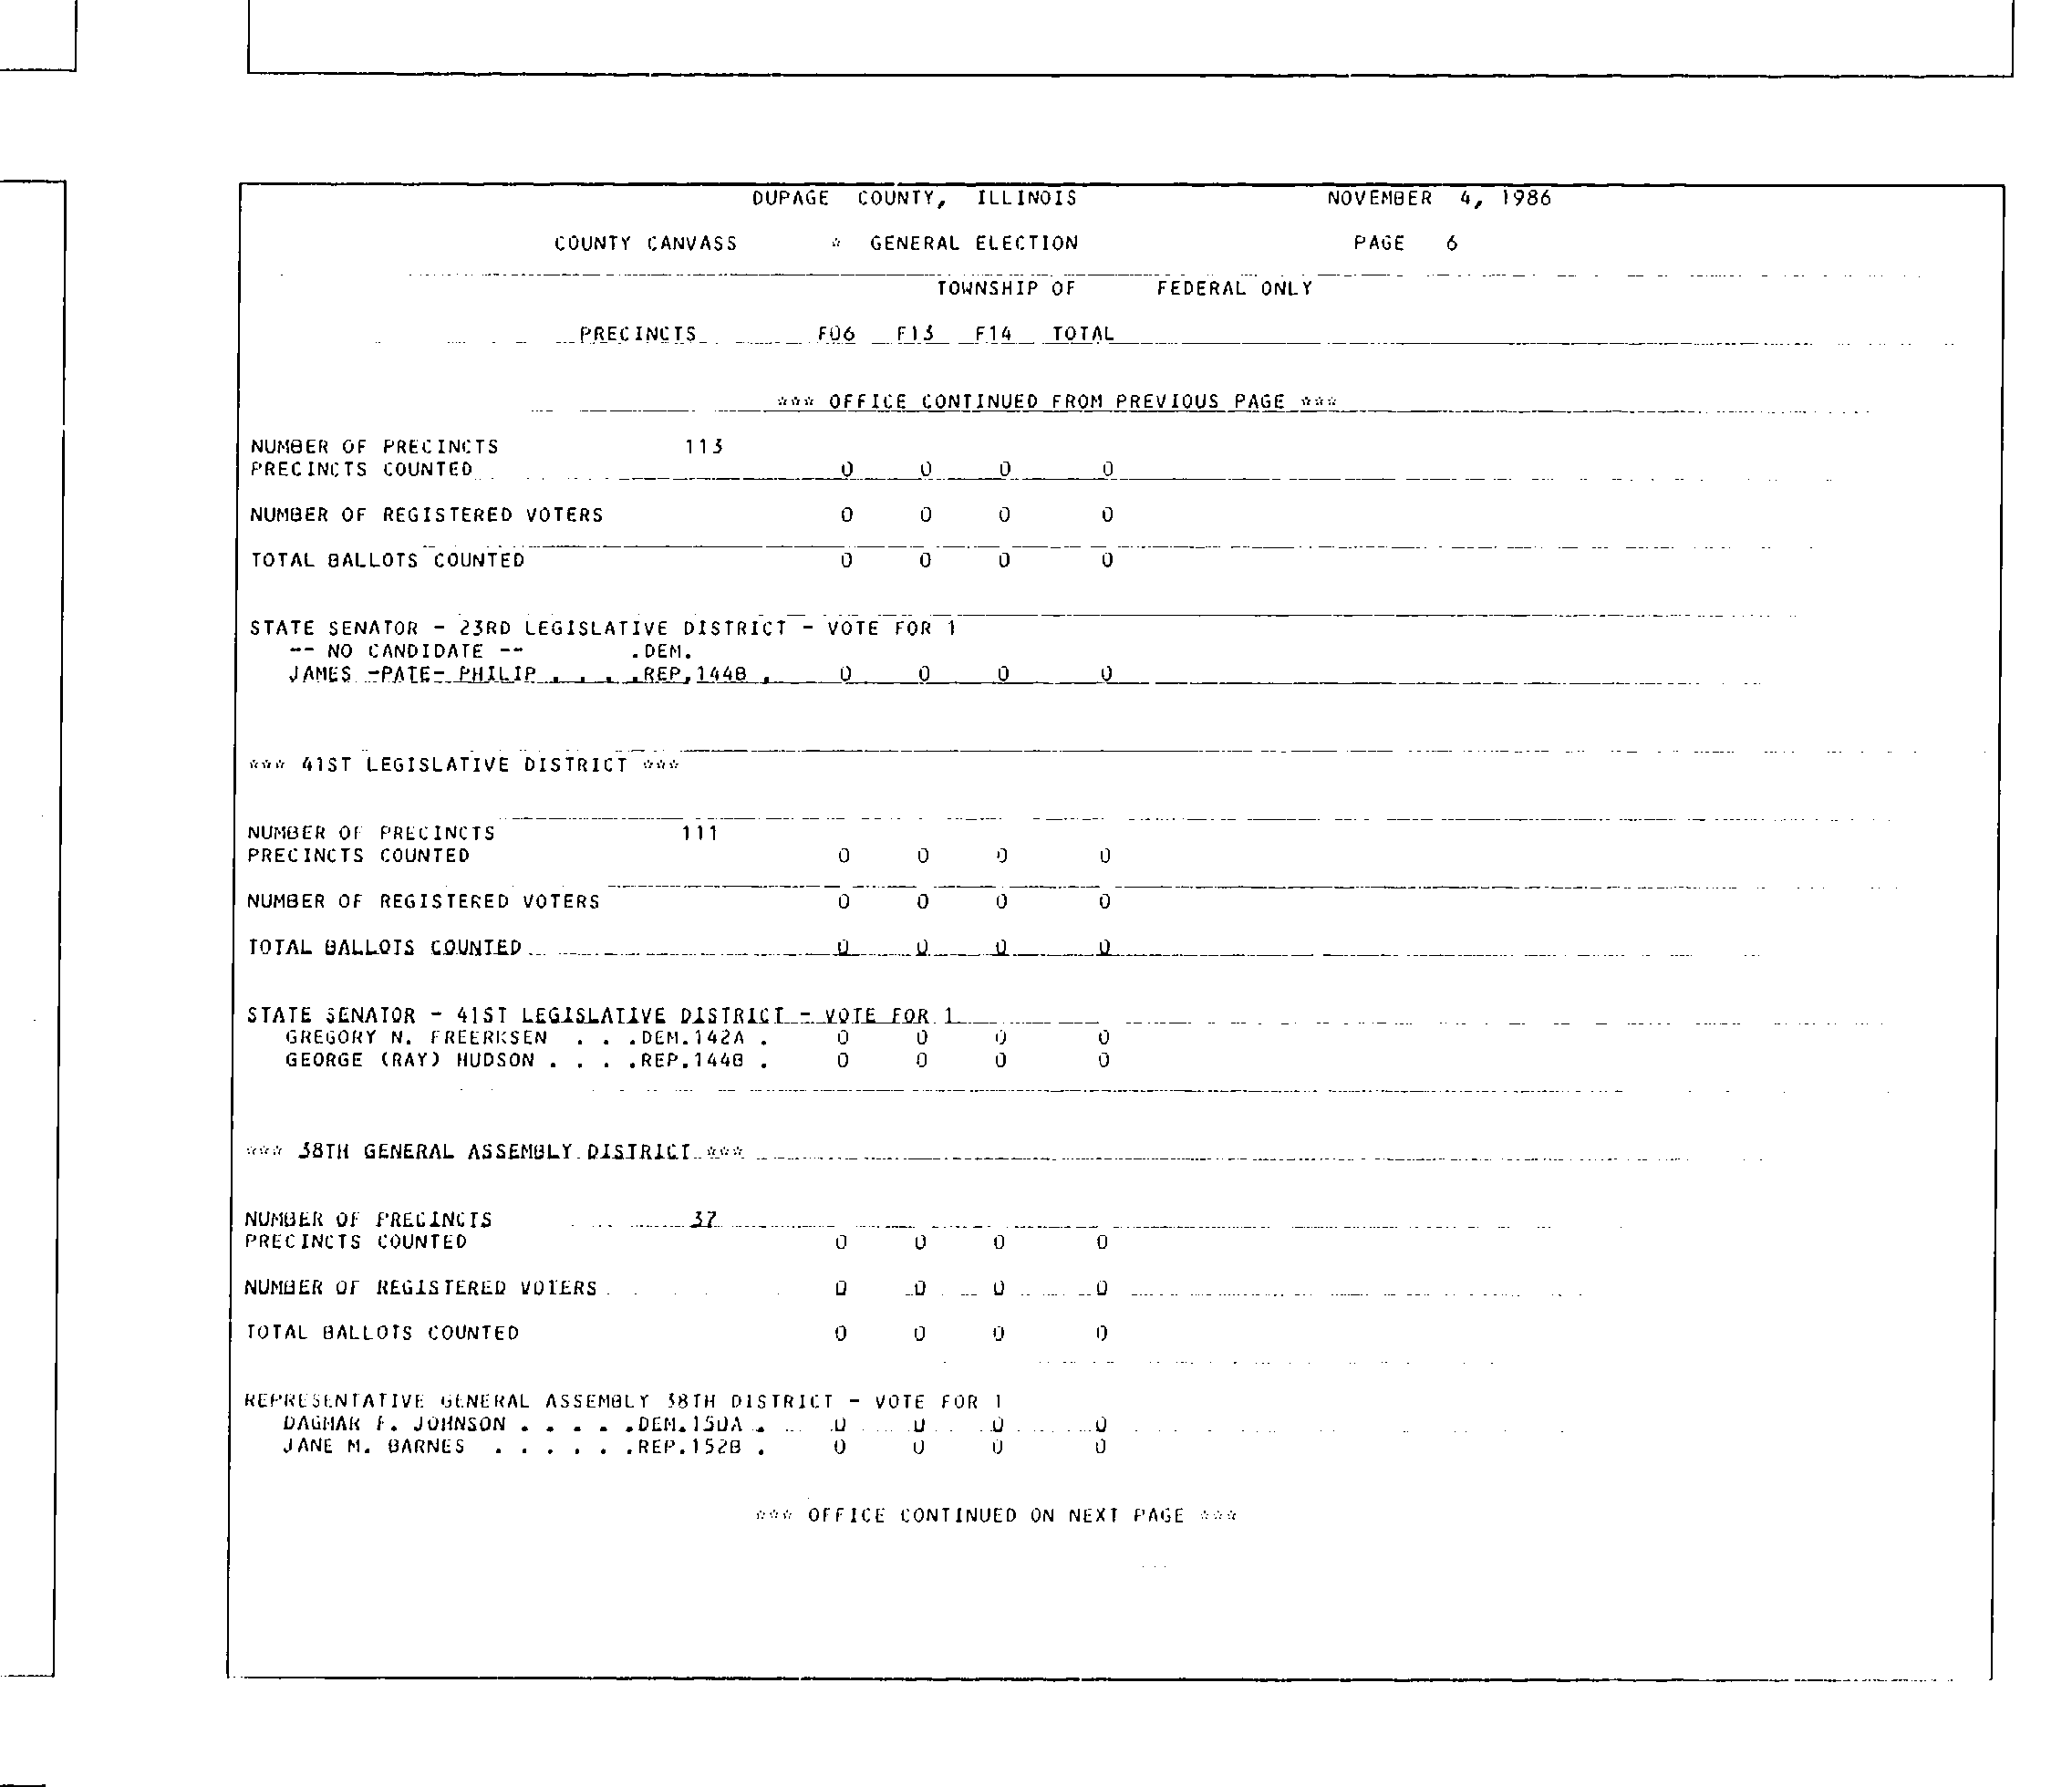 DUPAGE COUNTY, ILLINOIS NOVEMBER 4, 1986
COUNTY CANVASS * GENERAL ELECTION PAGE 6
TOWNSHIP OF FEDERAL ONLY
PRECINCTS F06 F13 F14 TOTAL
*** OFFICE CONTINUED FROM PREVIOUS PAGE ***
NUMBER OF PRECINCTS 113
PRECINCTS COUNTED 0 0 0 0
NUMBER OF REGISTERED VOTERS 0 0 0 0
TOTAL BALLOTS COUNTED 0 0 0 0
STATE SENATOR - 23RD LEGISLATIVE DISTRICT - VOTE FOR 1
-- NO CANDIDATE -- .DEM.
JAMES -PATE- PHILIP . . . .REP.144B . 0 0 0 0
*** 41ST LEGISLATIVE DISTRICT ***
NUMBER OF PRECINCTS 111
PRECINCTS COUNTED 0 0 0 0
NUMBER OF REGISTERED VOTERS 0 0 0 0
TOTAL BALLOTS COUNTED 0 0 0 0
STATE SENATOR - 41ST LEGISLATIVE DISTRICT - VOTE FOR 1
GREGORY N. FREERKSEN . . .DEM.142A . 0 0 0 0
GEORGE (RAY) HUDSON . . . .REP.144B . 0 0 0 0
*** 38TH GENERAL ASSEMBLY DISTRICT ***
NUMBER OF PRECINCTS 37
PRECINCTS COUNTED 0 0 0 0
NUMBER OF REGISTERED VOTERS 0 0 0 0
TOTAL BALLOTS COUNTED 0 0 0 0
REPRESENTATIVE GENERAL ASSEMBLY 38TH DISTRICT - VOTE FOR 1
DAGMAR F. JOHNSON . . . . .DEM.150A . 0 0 0 0
JANE M. BARNES . . . . . .REP.152B . 0 0 0 0
*** OFFICE CONTINUED ON NEXT PAGE ***